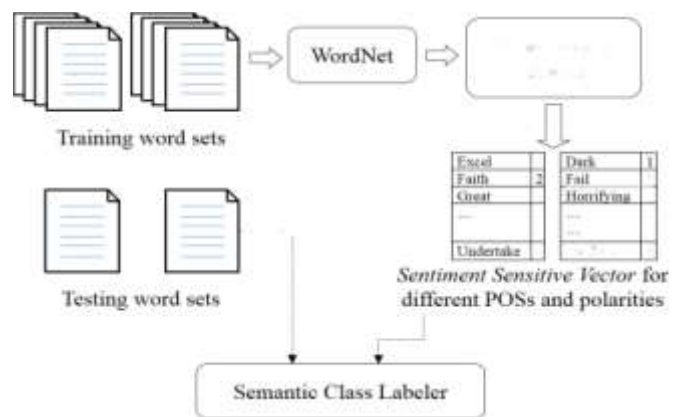 WordNet
Training word sets
Excel
Faith 2
Great
...
Undertake
Dark 1
Fail
Horrifying
...
...
Testing word sets
Sentiment Sensitive Vector for
different POSs and polarities
Semantic Class Labeler